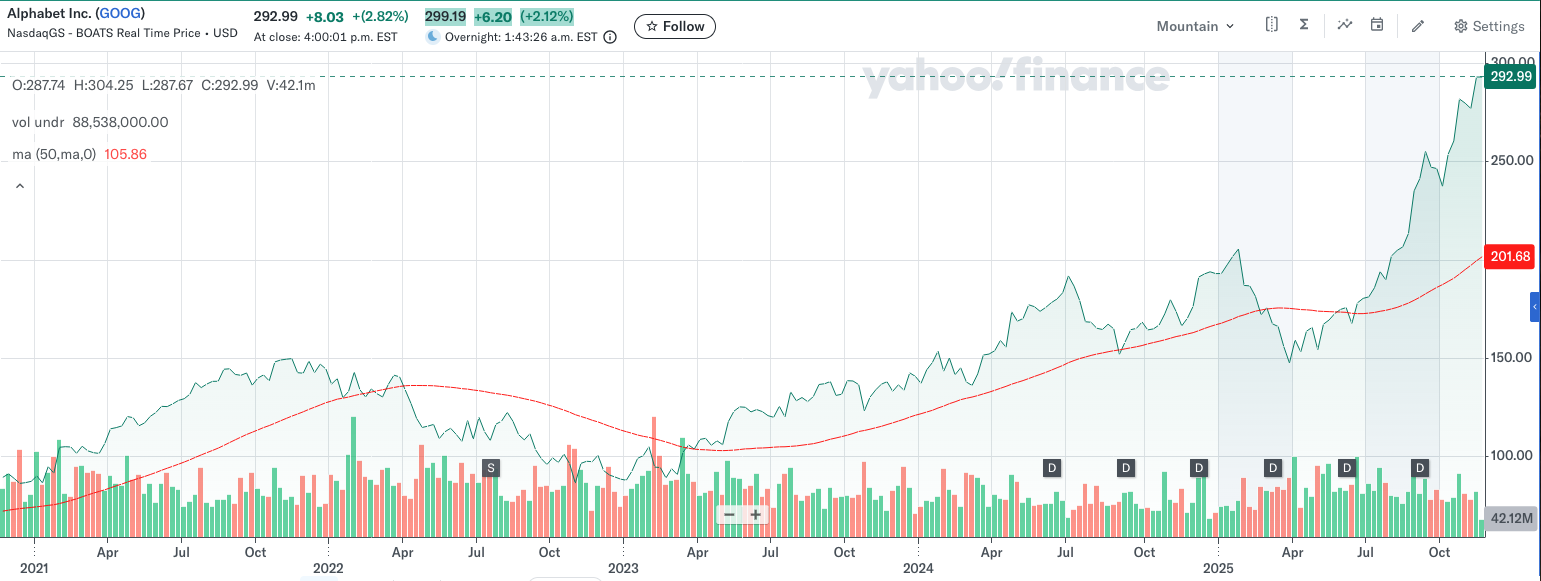 Alphabet Inc. (GOOG)
NasdaqGS - BOATS Real Time Price • USD
292.99 +8.03 +(2.82%)
At close: 4:00:01 p.m. EST
299.19 +6.20 (+2.12%)
Overnight: 1:43:26 a.m. EST
Follow
Mountain
Σ
Settings
yahoo!finance
O:287.74 H:304.25 L:287.67 C:292.99 V:42.1m
vol undr 88,538,000.00
ma (50,ma,0) 105.86
300.00
292.99
250.00
201.68
150.00
100.00
42.12M
S
D
D
D
D
D
D
− +
Apr Jul Oct Apr Jul Oct Apr Jul Oct Apr Jul Oct Apr Jul Oct
2021 2022 2023 2024 2025